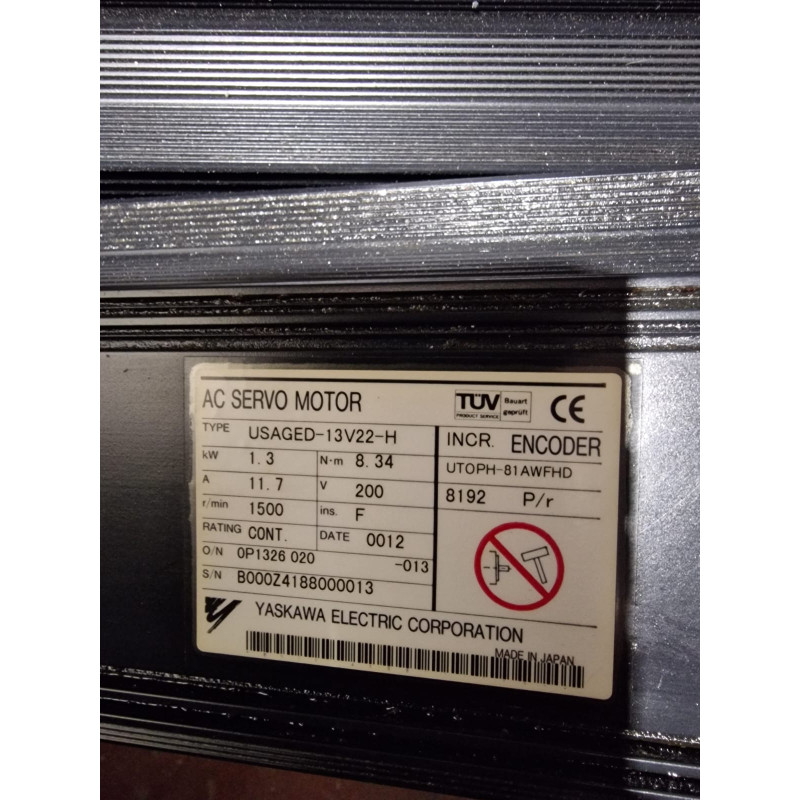 AC SERVO MOTOR
TÜV
PRODUCT SERVICE
Bauart
geprüft
CE
TYPE USAGED-13V22-H
kW 1.3 N·m 8.34
A 11.7 V 200
r/min 1500 ins. F
RATING CONT. DATE 0012
O/N 0P1326 020 -013
S/N B000Z4188000013
INCR. ENCODER
UTOPH-81AWFHD
8192 P/r
YASKAWA ELECTRIC CORPORATION
MADE IN JAPAN